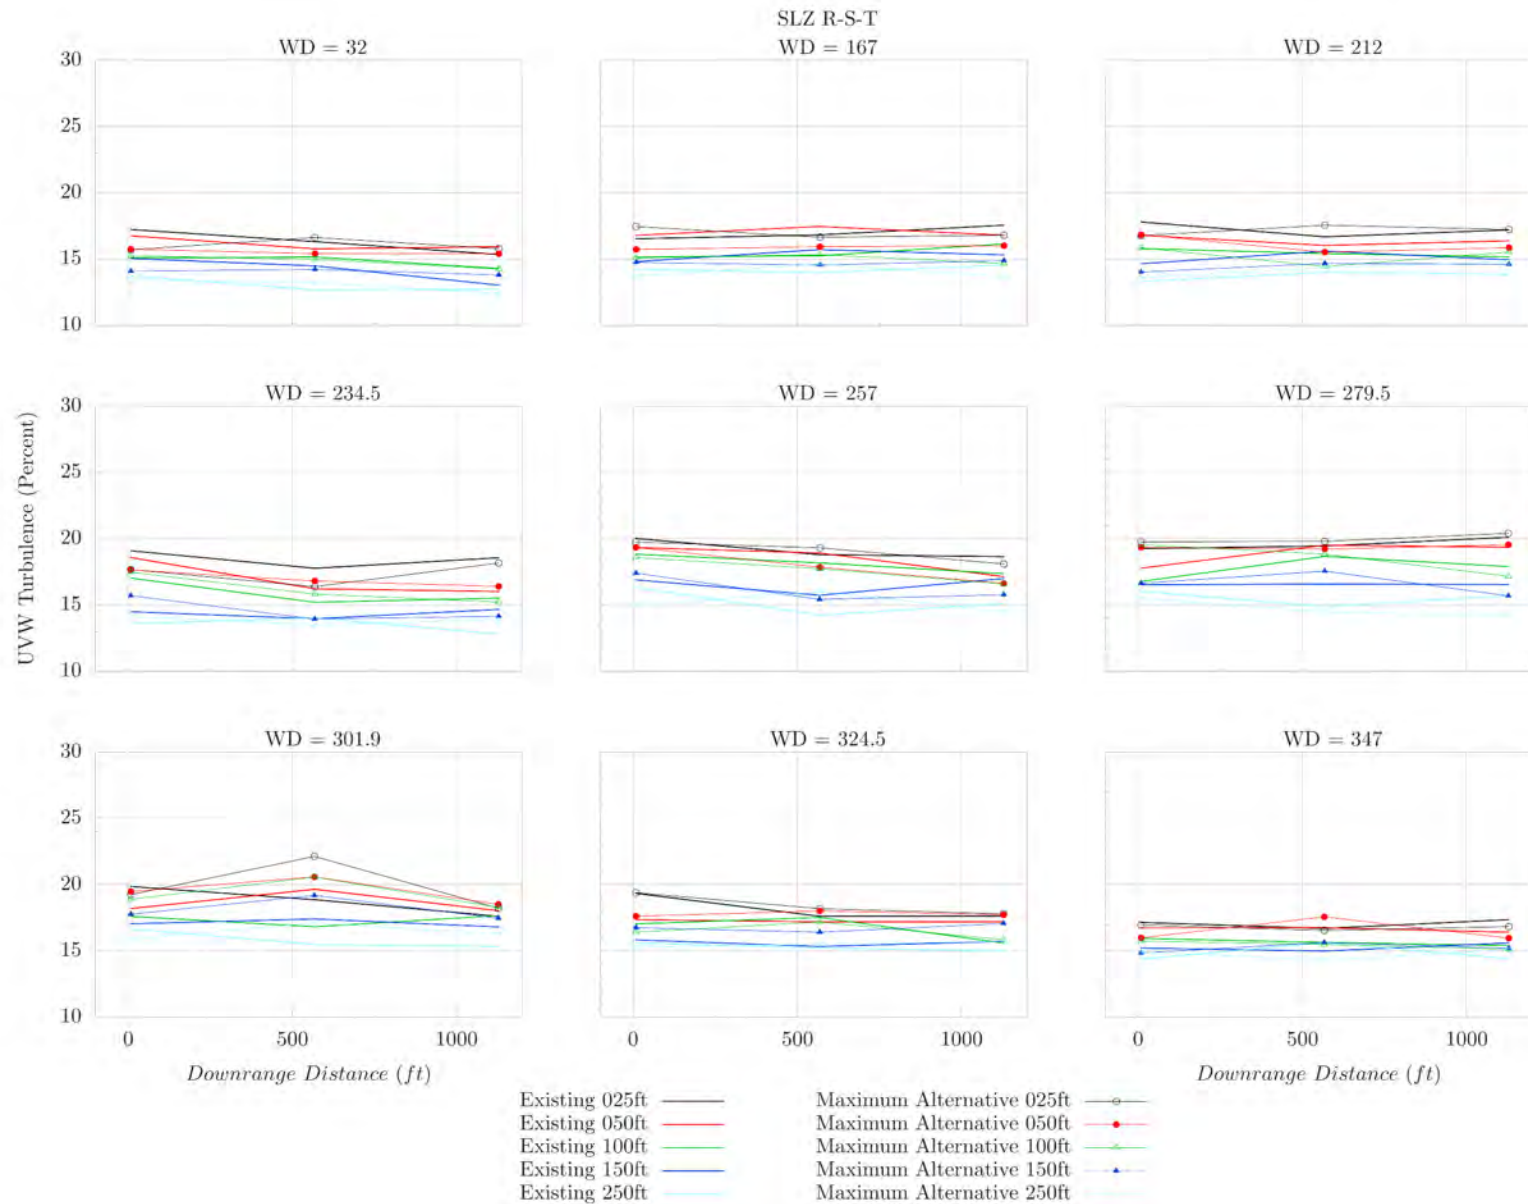 SLZ R-S-T
WD = 32
WD = 167
WD = 212
30
25
20
15
10
WD = 234.5
WD = 257
WD = 279.5
30
25
20
15
10
UVW Turbulence (Percent)
WD = 301.9
WD = 324.5
WD = 347
30
25
20
15
10
0 500 1000
0 500 1000
0 500 1000
Downrange Distance (ft)
Downrange Distance (ft)
Existing 025ft
Existing 050ft
Existing 100ft
Existing 150ft
Existing 250ft
Maximum Alternative 025ft
Maximum Alternative 050ft
Maximum Alternative 100ft
Maximum Alternative 150ft
Maximum Alternative 250ft